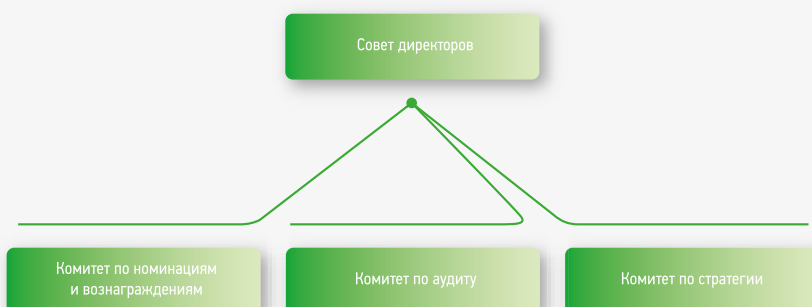 Совет директоров
Комитет по номинациям
и вознаграждениям
Комитет по аудиту
Комитет по стратегии